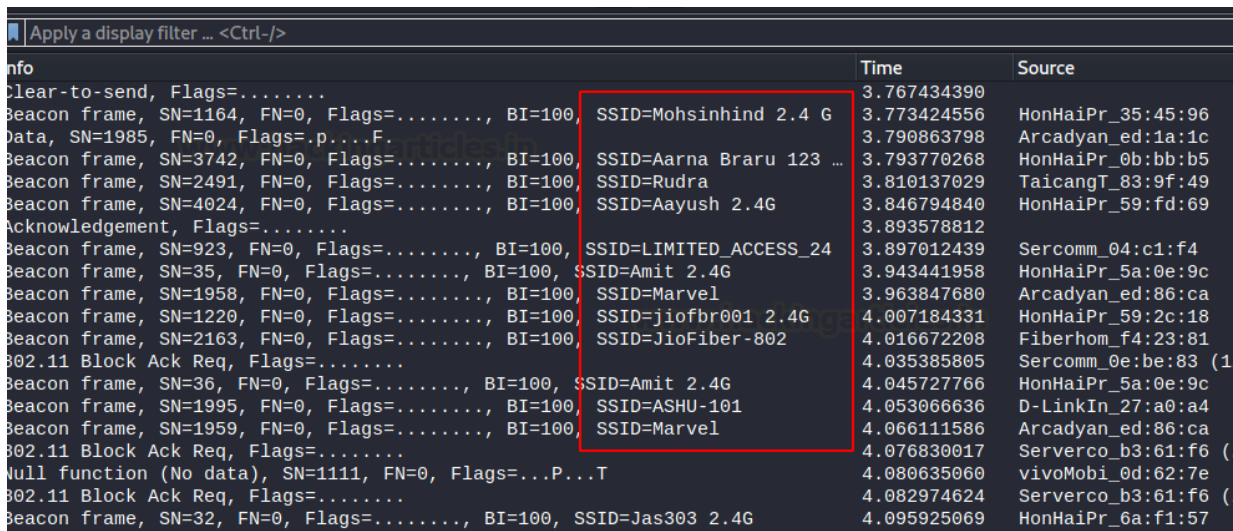 Apply a display filter ... <Ctrl-/>
nfo Time Source
Clear-to-send, Flags=........ 3.767434390
Beacon frame, SN=1164, FN=0, Flags=........, BI=100, SSID=Mohsinhind 2.4 G 3.773424556 HonHaiPr_35:45:96
Data, SN=1985, FN=0, Flags=.p....F. 3.790863798 Arcadyan_ed:1a:1c
Beacon frame, SN=3742, FN=0, Flags=........, BI=100, SSID=Aarna Braru 123 … 3.793770268 HonHaiPr_0b:bb:b5
Beacon frame, SN=2491, FN=0, Flags=........, BI=100, SSID=Rudra 3.810137029 TaicangT_83:9f:49
Beacon frame, SN=4024, FN=0, Flags=........, BI=100, SSID=Aayush 2.4G 3.846794840 HonHaiPr_59:fd:69
Acknowledgement, Flags=........ 3.893578812
Beacon frame, SN=923, FN=0, Flags=........, BI=100, SSID=LIMITED_ACCESS_24 3.897012439 Sercomm_04:c1:f4
Beacon frame, SN=35, FN=0, Flags=........, BI=100, SSID=Amit 2.4G 3.943441958 HonHaiPr_5a:0e:9c
Beacon frame, SN=1958, FN=0, Flags=........, BI=100, SSID=Marvel 3.963847680 Arcadyan_ed:86:ca
Beacon frame, SN=1220, FN=0, Flags=........, BI=100, SSID=jiofbr001 2.4G 4.007184331 HonHaiPr_59:2c:18
Beacon frame, SN=2163, FN=0, Flags=........, BI=100, SSID=JioFiber-802 4.016672208 Fiberhom_f4:23:81
802.11 Block Ack Req, Flags=........ 4.035385805 Sercomm_0e:be:83 (1
Beacon frame, SN=36, FN=0, Flags=........, BI=100, SSID=Amit 2.4G 4.045727766 HonHaiPr_5a:0e:9c
Beacon frame, SN=1995, FN=0, Flags=........, BI=100, SSID=ASHU-101 4.053066636 D-LinkIn_27:a0:a4
Beacon frame, SN=1959, FN=0, Flags=........, BI=100, SSID=Marvel 4.066111586 Arcadyan_ed:86:ca
802.11 Block Ack Req, Flags=........ 4.076830017 Serverco_b3:61:f6 (
Null function (No data), SN=1111, FN=0, Flags=...P...T 4.080635060 vivoMobi_0d:62:7e
802.11 Block Ack Req, Flags=........ 4.082974624 Serverco_b3:61:f6 (
Beacon frame, SN=32, FN=0, Flags=........, BI=100, SSID=Jas303 2.4G 4.095925069 HonHaiPr_6a:f1:57